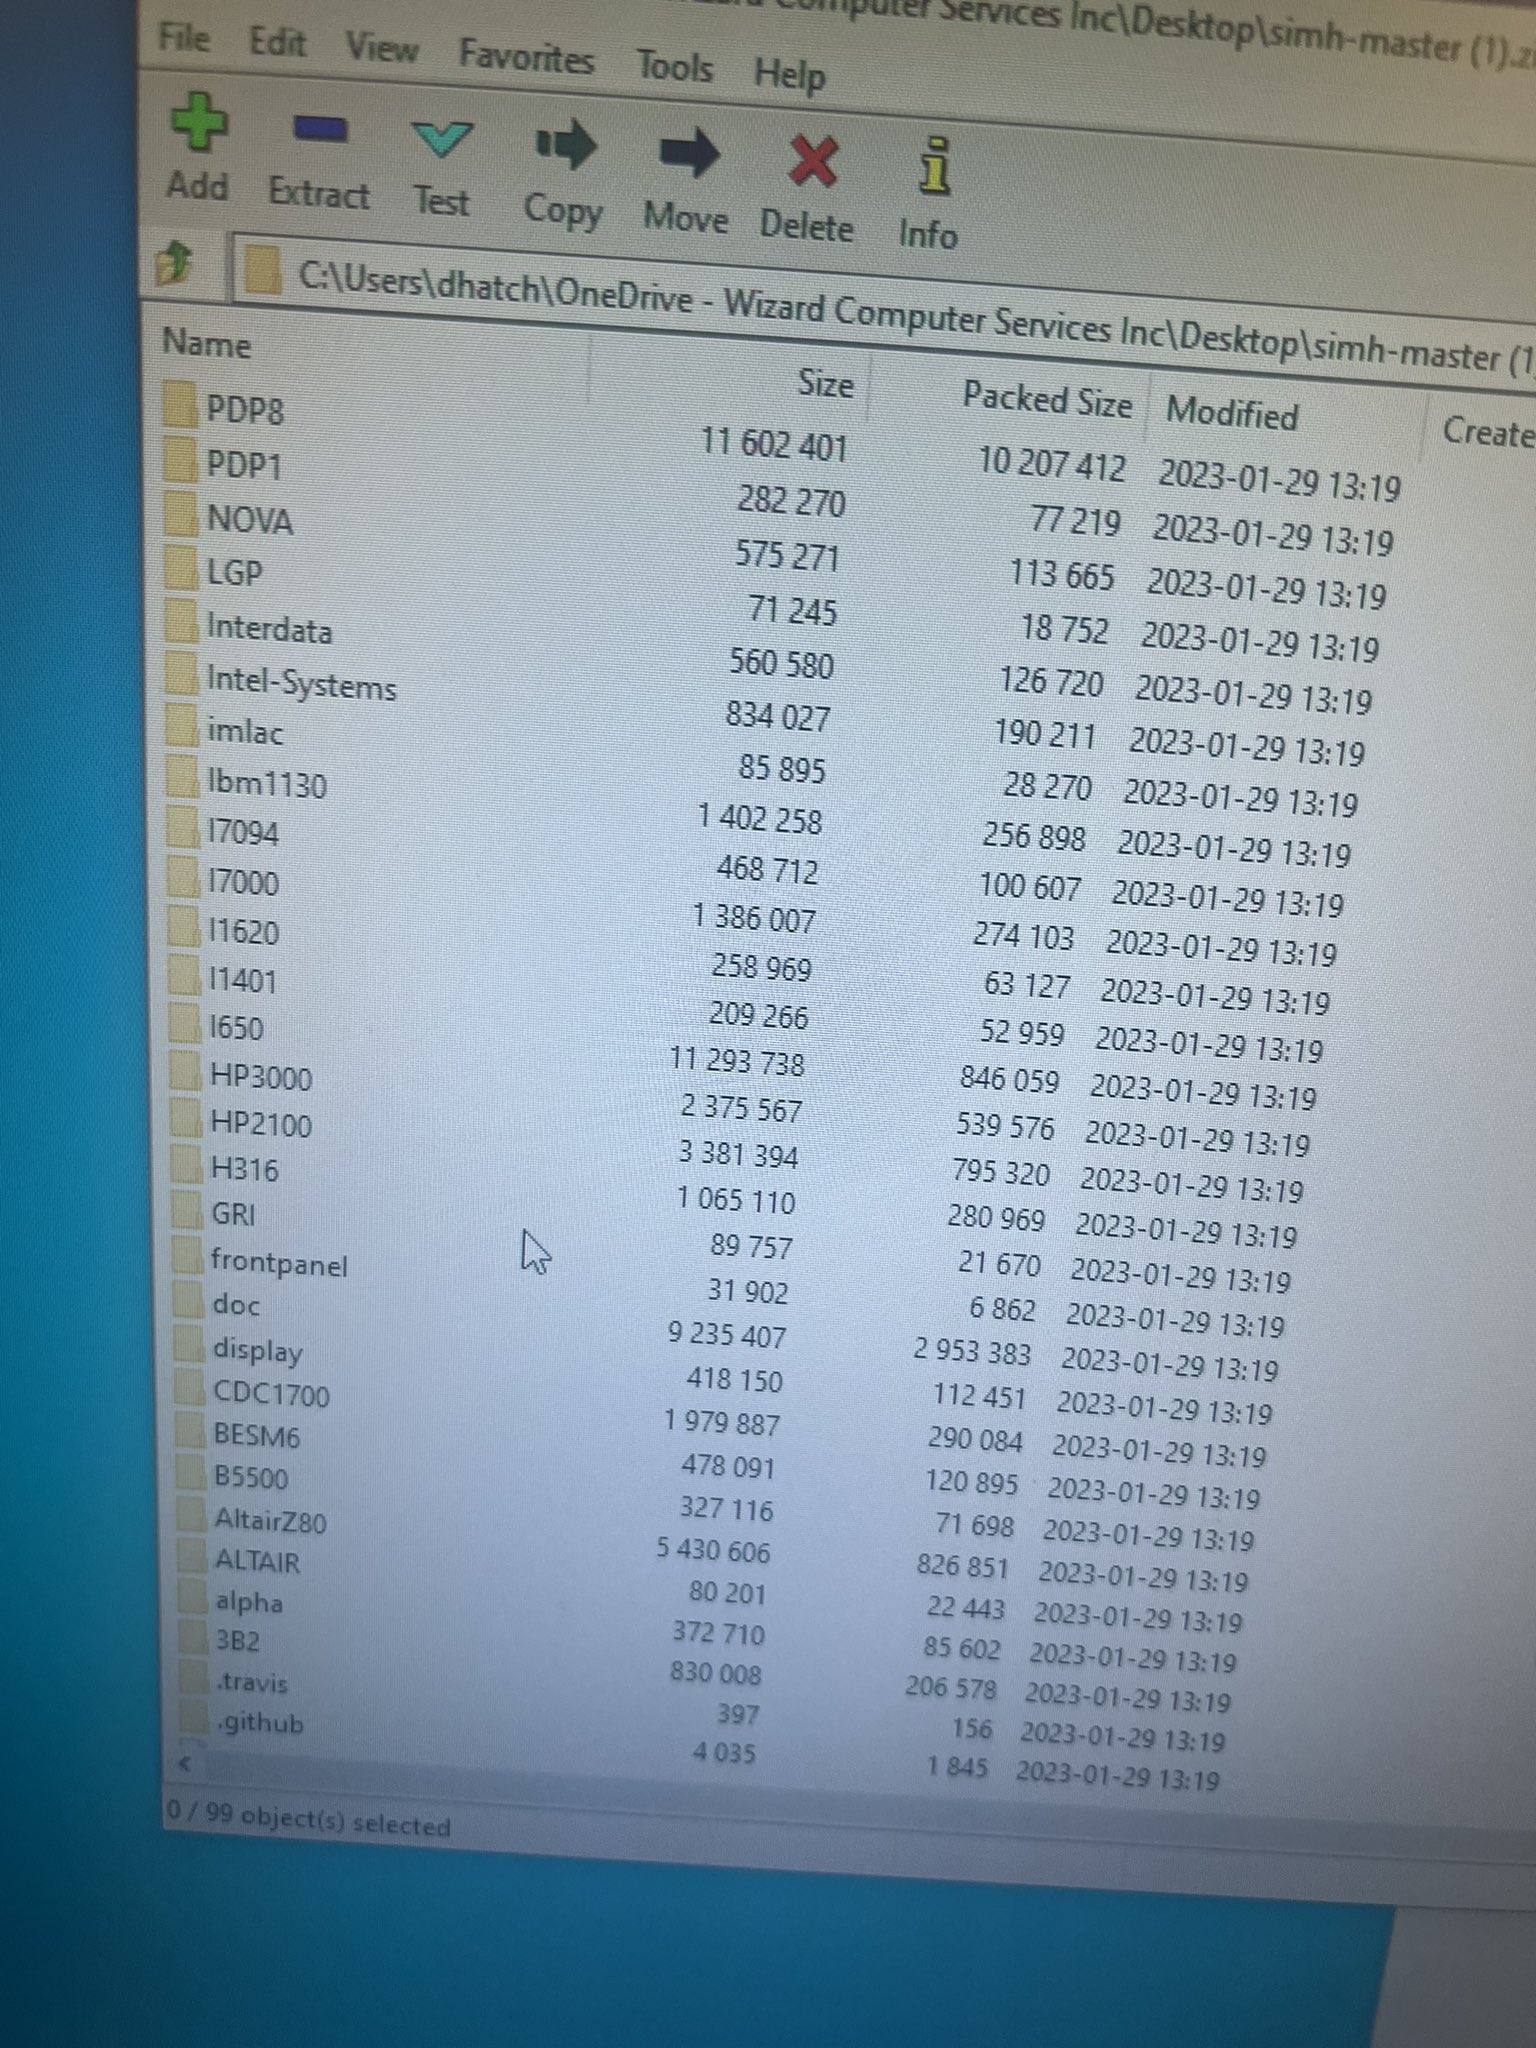 Computer Services Inc\Desktop\simh-master (1).z
File Edit View Favorites Tools Help
Add Extract Test Copy Move Delete Info
C:\Users\dhatch\OneDrive - Wizard Computer Services Inc\Desktop\simh-master (1
Name Size Packed Size Modified Create
PDP8 11 602 401 10 207 412 2023-01-29 13:19
PDP1 282 270 77 219 2023-01-29 13:19
NOVA 575 271 113 665 2023-01-29 13:19
LGP 71 245 18 752 2023-01-29 13:19
Interdata 560 580 126 720 2023-01-29 13:19
Intel-Systems 834 027 190 211 2023-01-29 13:19
imlac 85 895 28 270 2023-01-29 13:19
Ibm1130 1 402 258 256 898 2023-01-29 13:19
I7094 468 712 100 607 2023-01-29 13:19
I7000 1 386 007 274 103 2023-01-29 13:19
I1620 258 969 63 127 2023-01-29 13:19
I1401 209 266 52 959 2023-01-29 13:19
I650 11 293 738 846 059 2023-01-29 13:19
HP3000 2 375 567 539 576 2023-01-29 13:19
HP2100 3 381 394 795 320 2023-01-29 13:19
H316 1 065 110 280 969 2023-01-29 13:19
GRI 89 757 21 670 2023-01-29 13:19
frontpanel 31 902 6 862 2023-01-29 13:19
doc 9 235 407 2 953 383 2023-01-29 13:19
display 418 150 112 451 2023-01-29 13:19
CDC1700 1 979 887 290 084 2023-01-29 13:19
BESM6 478 091 120 895 2023-01-29 13:19
B5500 327 116 71 698 2023-01-29 13:19
AltairZ80 5 430 606 826 851 2023-01-29 13:19
ALTAIR 80 201 22 443 2023-01-29 13:19
alpha 372 710 85 602 2023-01-29 13:19
3B2 830 008 206 578 2023-01-29 13:19
.travis 397 156 2023-01-29 13:19
.github 4 035 1 845 2023-01-29 13:19
0 / 99 object(s) selected